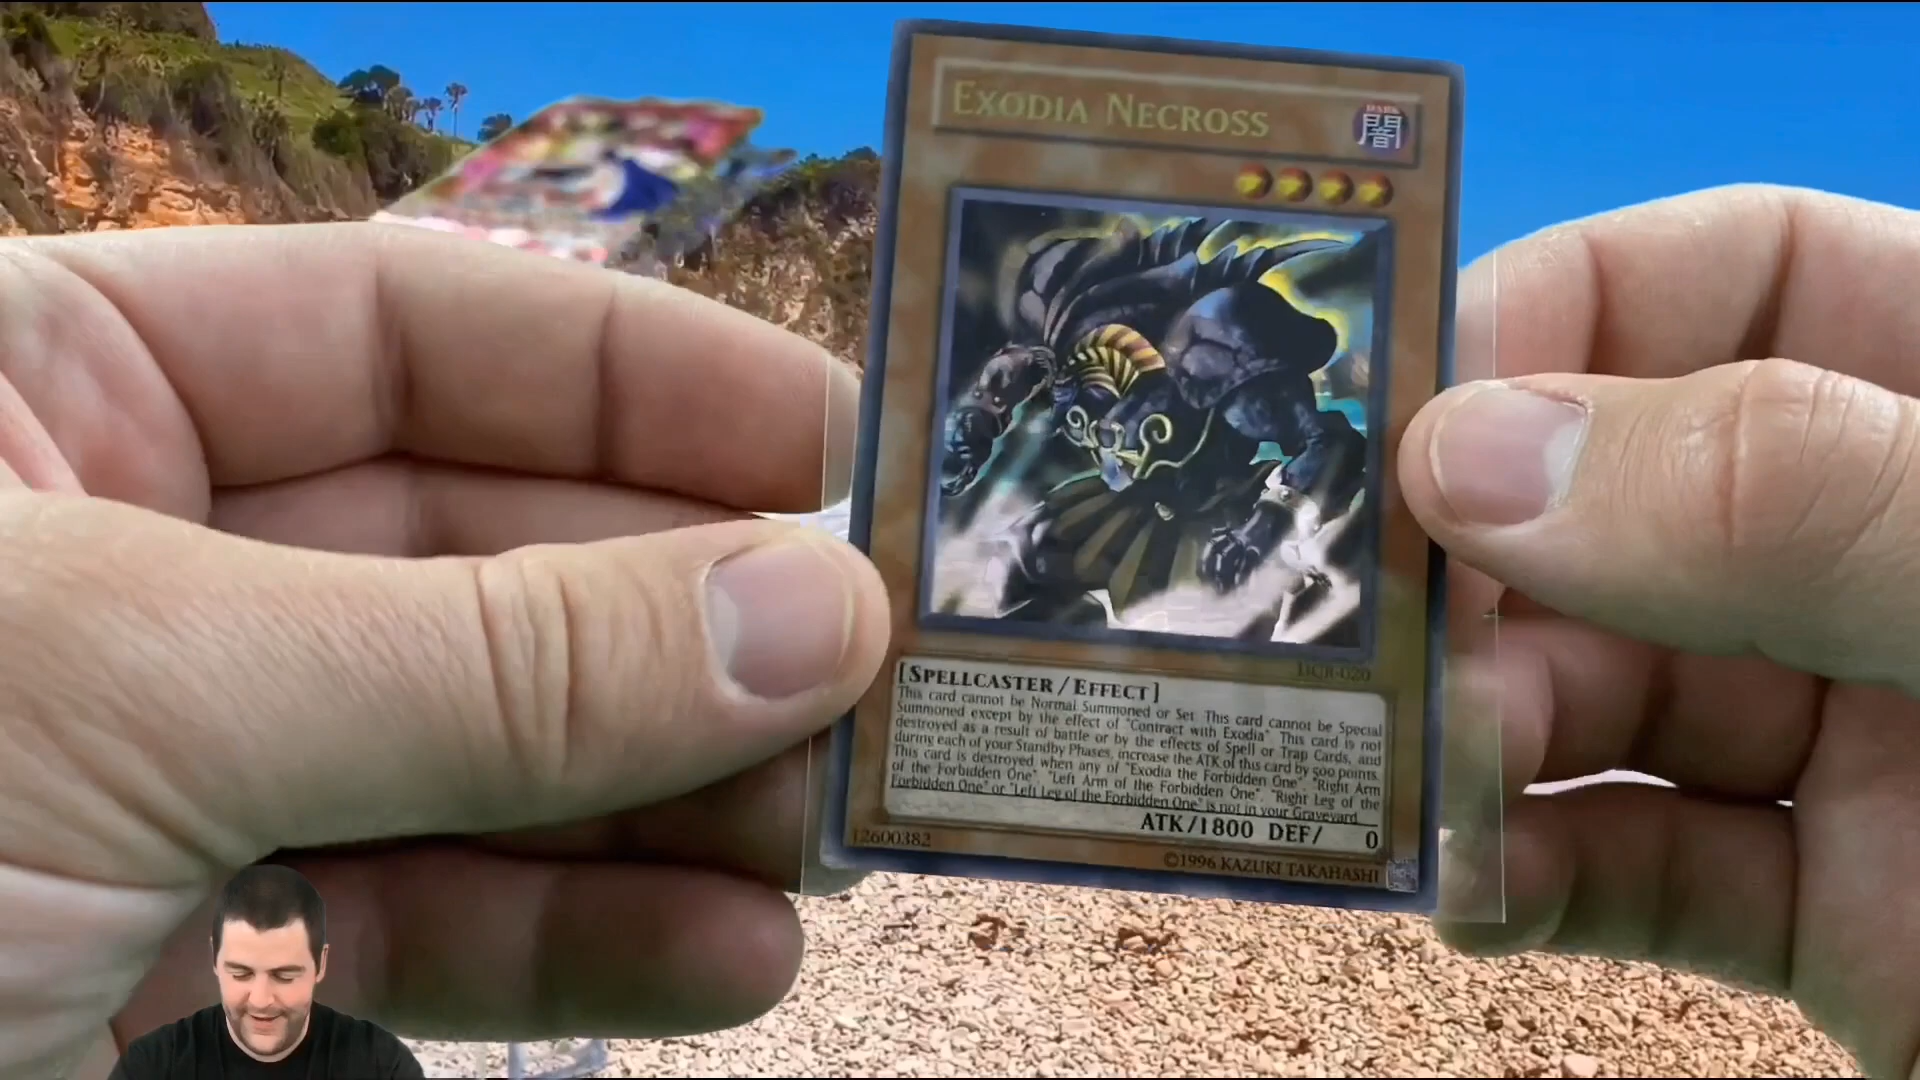 EXODIA NECROSS
DARK
闇
DCR-020
[SPELLCASTER/EFFECT]
This card cannot be Normal Summoned or Set. This card cannot be Special
Summoned except by the effect of "Contract with Exodia". This card is not
destroyed as a result of battle or by the effects of Spell or Trap Cards, and
during each of your Standby Phases, increase the ATK of this card by 500 points.
This card is destroyed when any of "Exodia the Forbidden One", "Right Arm
of the Forbidden One", "Left Arm of the Forbidden One", "Right Leg of the
Forbidden One" or "Left Leg of the Forbidden One" is not in your Graveyard.
ATK/1800 DEF/ 0
12600382
©1996 KAZUKI TAKAHASHI